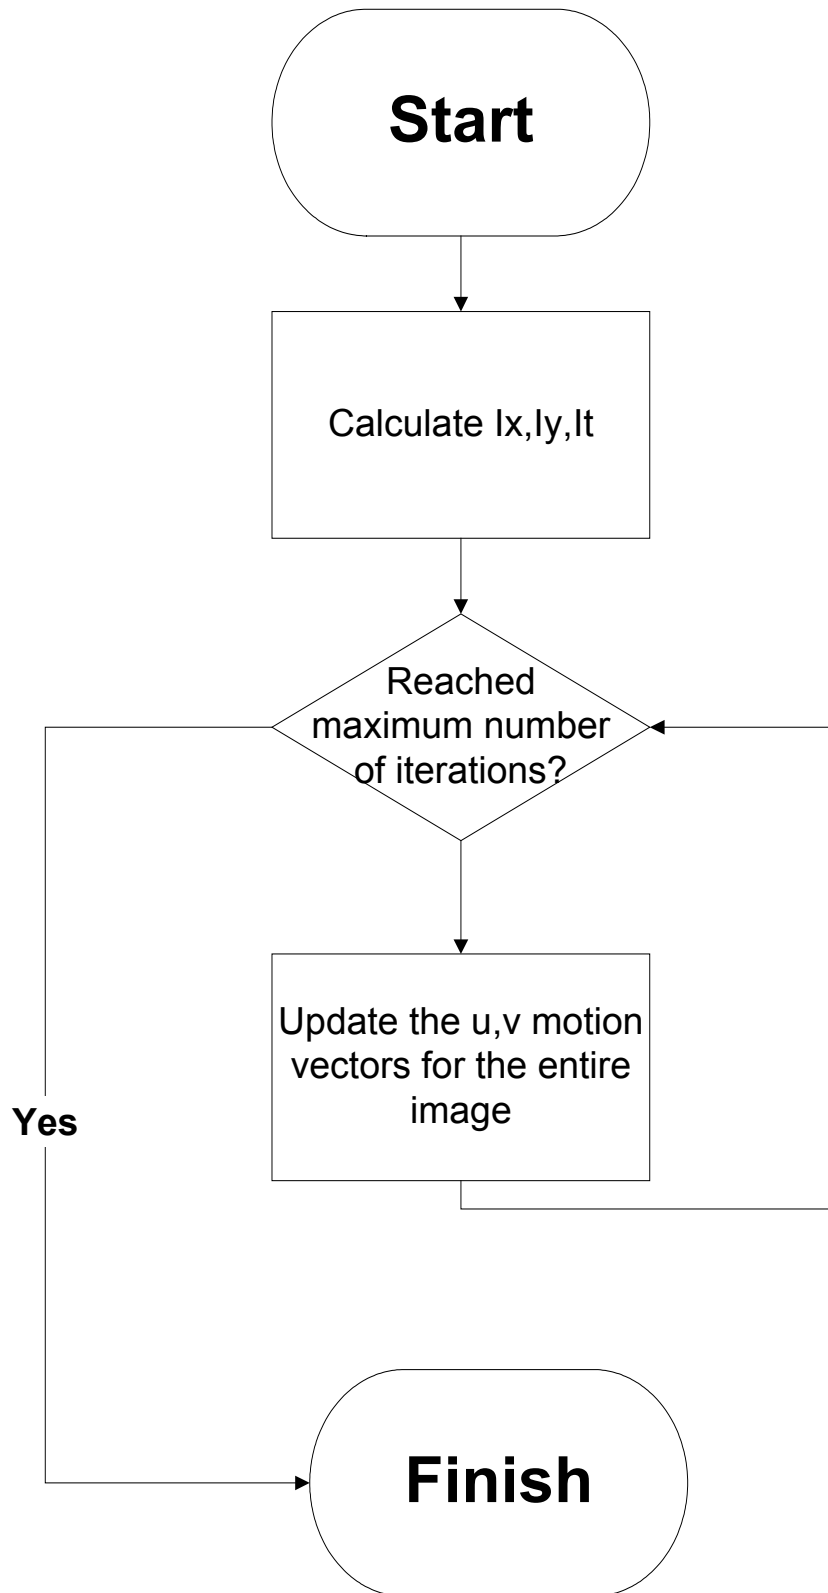 Start
Calculate Ix,Iy,It
Reached
maximum number
of iterations?
Update the u,v motion
vectors for the entire
image
Yes
Finish